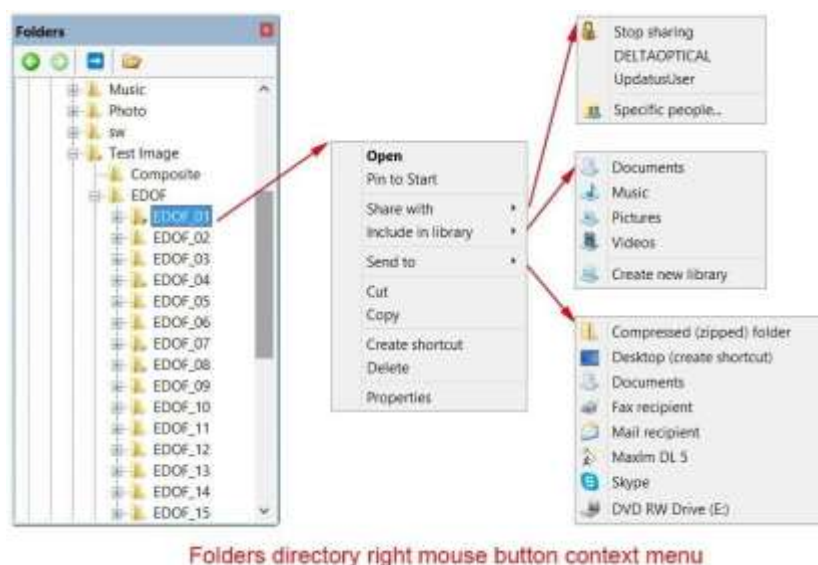 Folders
Music
Photo
sw
Test Image
Composite
EDOF
EDOF_01
EDOF_02
EDOF_03
EDOF_04
EDOF_05
EDOF_06
EDOF_07
EDOF_08
EDOF_09
EDOF_10
EDOF_11
EDOF_12
EDOF_13
EDOF_14
EDOF_15
Open
Pin to Start
Share with
Include in library
Send to
Cut
Copy
Create shortcut
Delete
Properties
Stop sharing
DELTAOPTICAL
UpdatusUser
Specific people...
Documents
Music
Pictures
Videos
Create new library
Compressed (zipped) folder
Desktop (create shortcut)
Documents
Fax recipient
Mail recipient
Maxim DL 5
Skype
DVD RW Drive (E:)
Folders directory right mouse button context menu